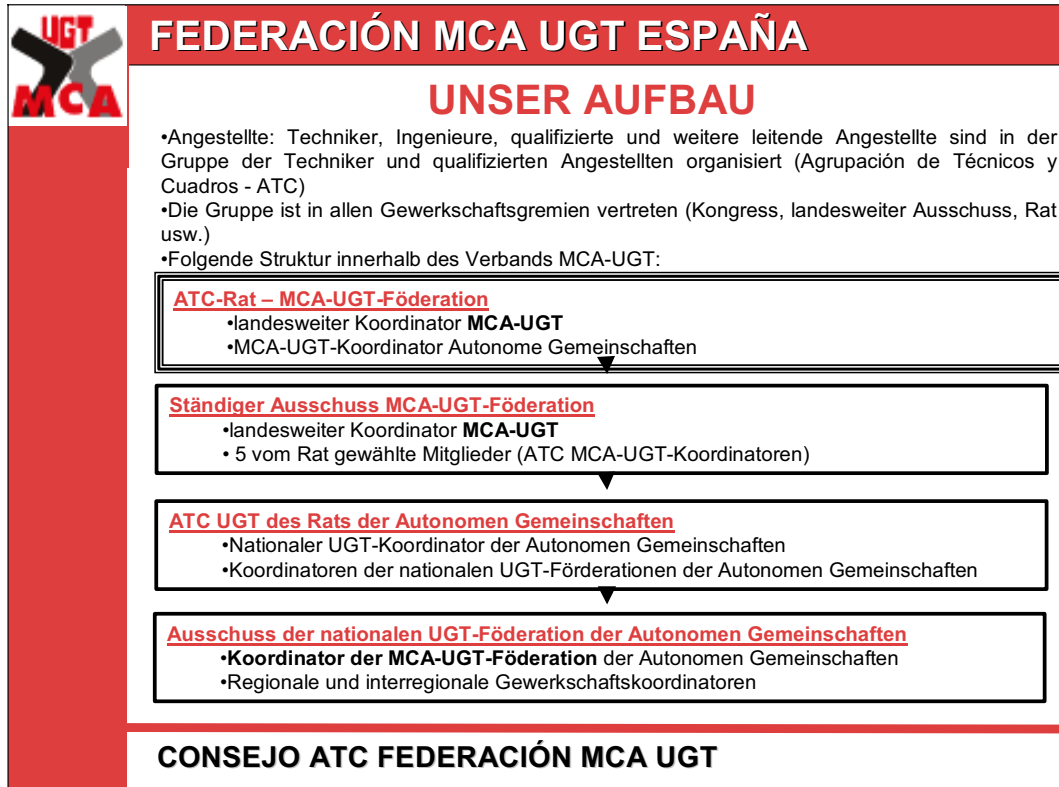 UGT
MCA
FEDERACIÓN MCA UGT ESPAÑA
UNSER AUFBAU
•Angestellte: Techniker, Ingenieure, qualifizierte und weitere leitende Angestellte sind in der
Gruppe der Techniker und qualifizierten Angestellten organisiert (Agrupación de Técnicos y
Cuadros - ATC)
•Die Gruppe ist in allen Gewerkschaftsgremien vertreten (Kongress, landesweiter Ausschuss, Rat
usw.)
•Folgende Struktur innerhalb des Verbands MCA-UGT:
ATC-Rat – MCA-UGT-Föderation
•landesweiter Koordinator MCA-UGT
•MCA-UGT-Koordinator Autonome Gemeinschaften
Ständiger Ausschuss MCA-UGT-Föderation
•landesweiter Koordinator MCA-UGT
• 5 vom Rat gewählte Mitglieder (ATC MCA-UGT-Koordinatoren)
ATC UGT des Rats der Autonomen Gemeinschaften
•Nationaler UGT-Koordinator der Autonomen Gemeinschaften
•Koordinatoren der nationalen UGT-Förderationen der Autonomen Gemeinschaften
Ausschuss der nationalen UGT-Föderation der Autonomen Gemeinschaften
•Koordinator der MCA-UGT-Föderation der Autonomen Gemeinschaften
•Regionale und interregionale Gewerkschaftskoordinatoren
CONSEJO ATC FEDERACIÓN MCA UGT